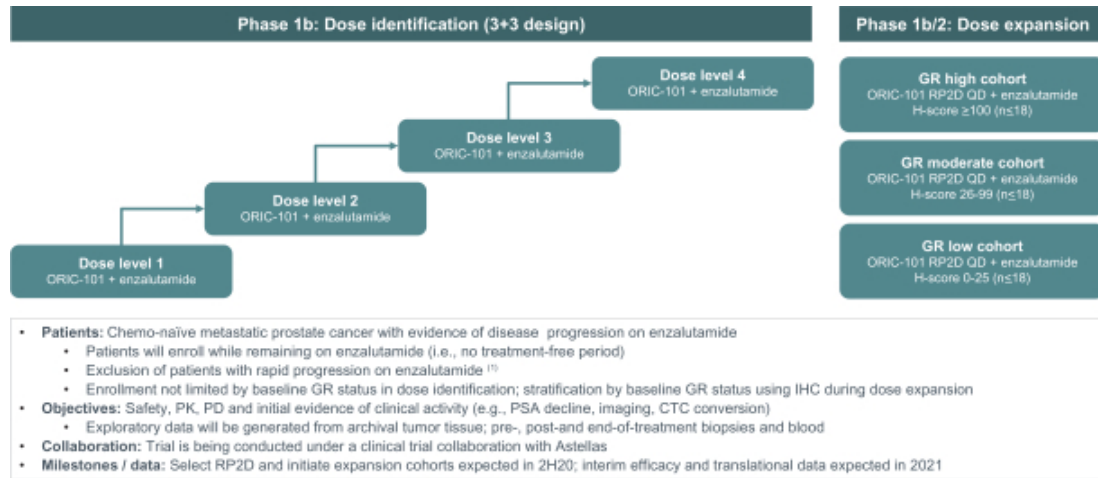 Phase 1b: Dose identification (3+3 design)
Phase 1b/2: Dose expansion
Dose level 4
ORIC-101 + enzalutamide
Dose level 3
ORIC-101 + enzalutamide
Dose level 2
ORIC-101 + enzalutamide
Dose level 1
ORIC-101 + enzalutamide
GR high cohort
ORIC-101 RP2D QD + enzalutamide
H-score ≥100 (n≤18)
GR moderate cohort
ORIC-101 RP2D QD + enzalutamide
H-score 26-99 (n≤18)
GR low cohort
ORIC-101 RP2D QD + enzalutamide
H-score 0-25 (n≤18)
• Patients: Chemo-naïve metastatic prostate cancer with evidence of disease progression on enzalutamide
• Patients will enroll while remaining on enzalutamide (i.e., no treatment-free period)
• Exclusion of patients with rapid progression on enzalutamide (1)
• Enrollment not limited by baseline GR status in dose identification; stratification by baseline GR status using IHC during dose expansion
• Objectives: Safety, PK, PD and initial evidence of clinical activity (e.g., PSA decline, imaging, CTC conversion)
• Exploratory data will be generated from archival tumor tissue; pre-, post-and end-of-treatment biopsies and blood
• Collaboration: Trial is being conducted under a clinical trial collaboration with Astellas
• Milestones / data: Select RP2D and initiate expansion cohorts expected in 2H20; interim efficacy and translational data expected in 2021